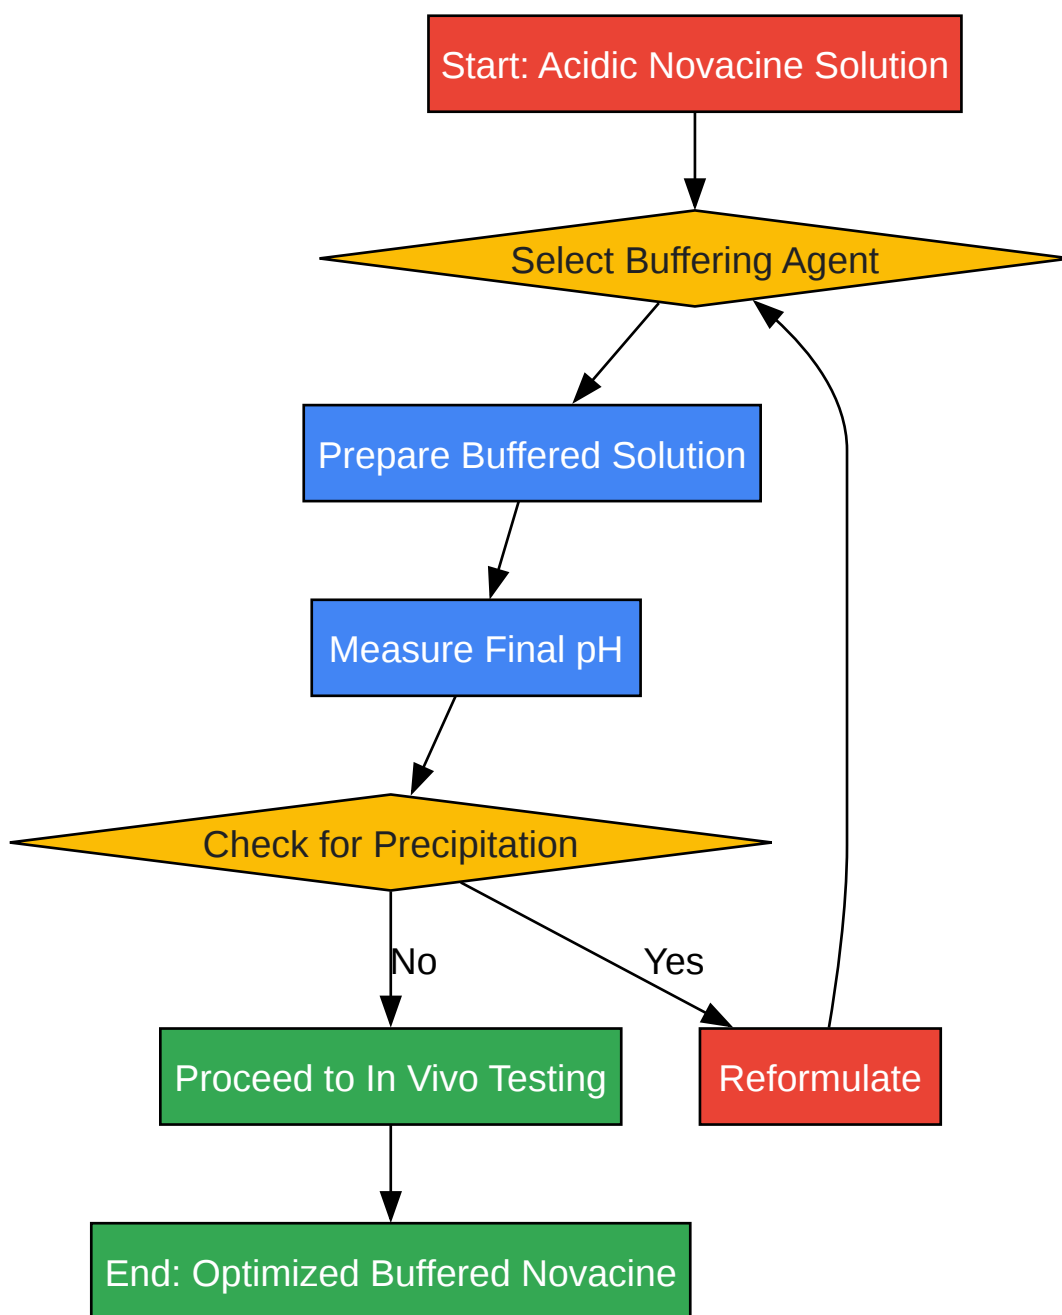 Start: Acidic Novacine Solution
Select Buffering Agent
Prepare Buffered Solution
Measure Final pH
Check for Precipitation
No
Yes
Proceed to In Vivo Testing
Reformulate
End: Optimized Buffered Novacine